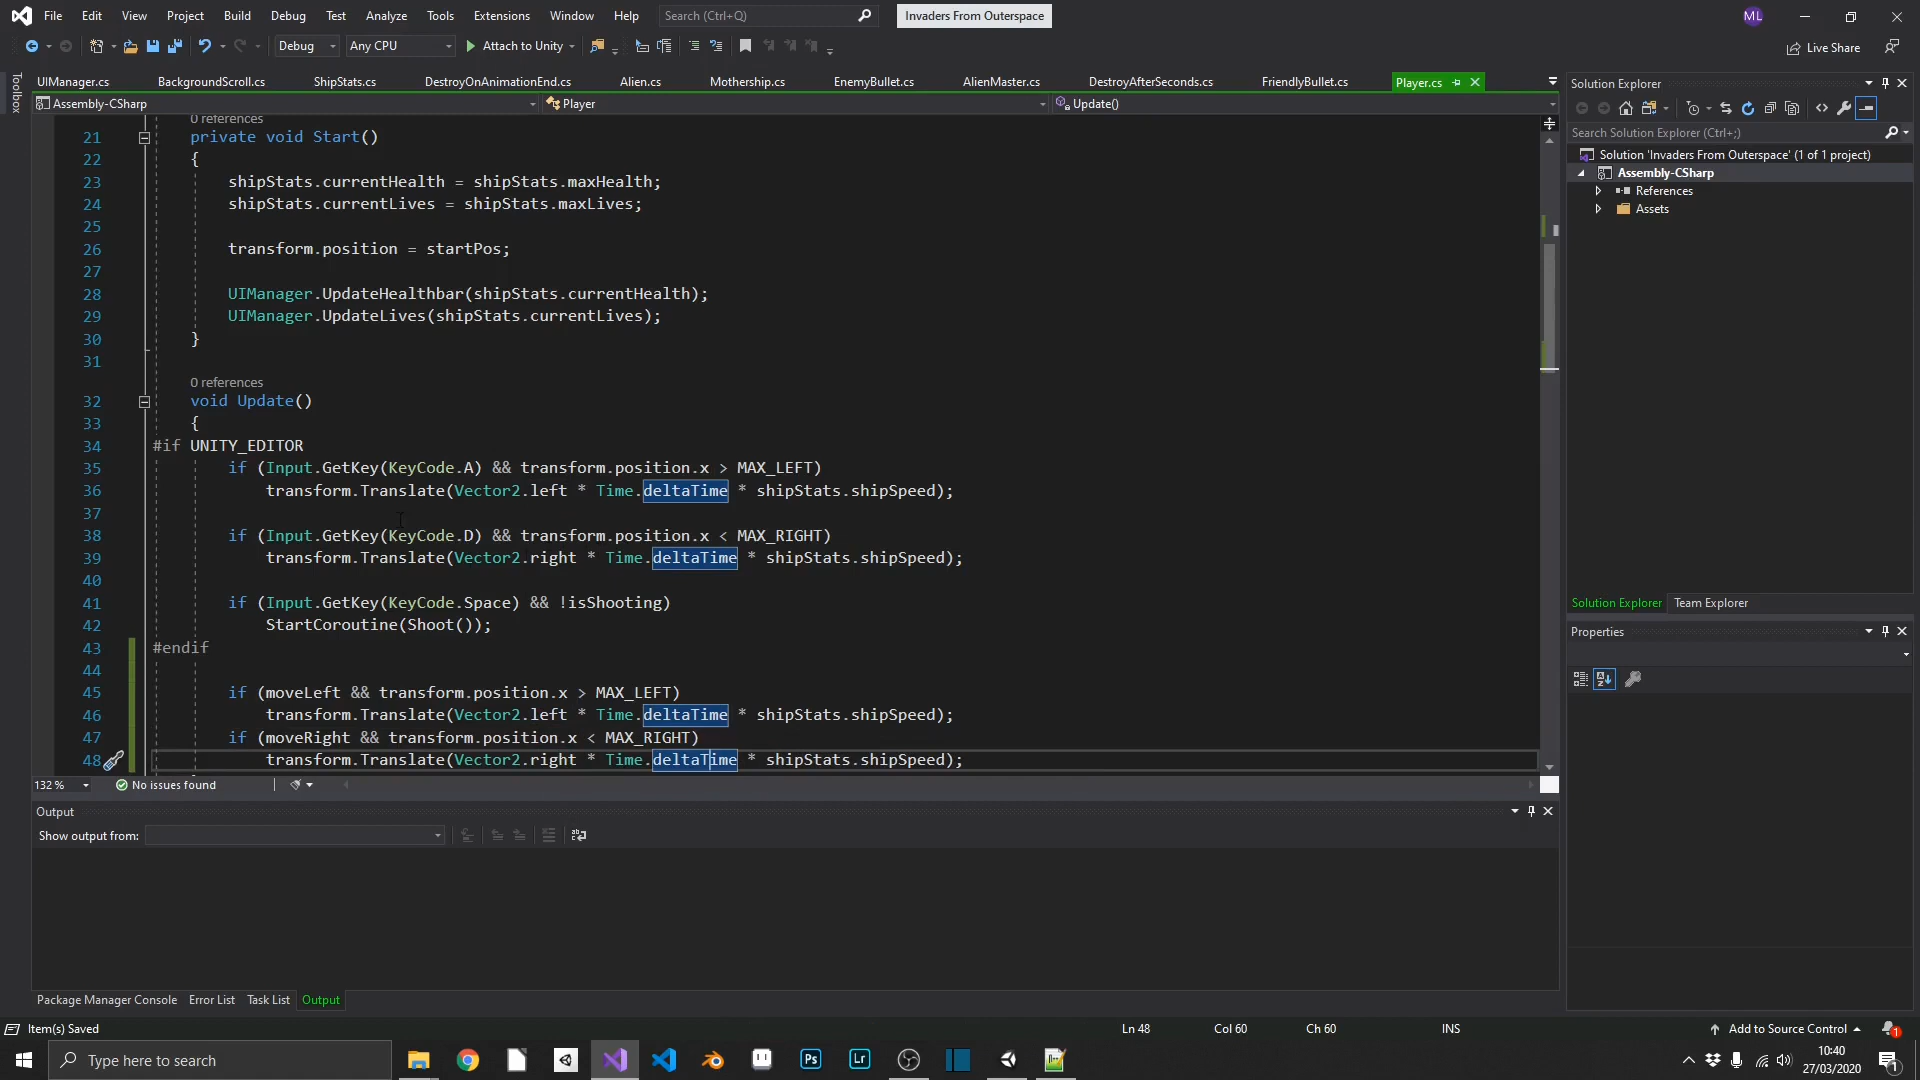 File Edit View Project Build Debug Test Analyze Tools Extensions Window Help Search (Ctrl+Q) Invaders From Outerspace ML
Debug Any CPU Attach to Unity Live Share
UIManager.cs BackgroundScroll.cs ShipStats.cs DestroyOnAnimationEnd.cs Alien.cs Mothership.cs EnemyBullet.cs AlienMaster.cs DestroyAfterSeconds.cs FriendlyBullet.cs Player.cs
Toolbox
Assembly-CSharp Player Update()
0 references
21 private void Start()
22 {
23 shipStats.currentHealth = shipStats.maxHealth;
24 shipStats.currentLives = shipStats.maxLives;
25
26 transform.position = startPos;
27
28 UIManager.UpdateHealthbar(shipStats.currentHealth);
29 UIManager.UpdateLives(shipStats.currentLives);
30 }
31
0 references
32 void Update()
33 {
34 #if UNITY_EDITOR
35 if (Input.GetKey(KeyCode.A) && transform.position.x > MAX_LEFT)
36 transform.Translate(Vector2.left * Time.deltaTime * shipStats.shipSpeed);
37
38 if (Input.GetKey(KeyCode.D) && transform.position.x < MAX_RIGHT)
39 transform.Translate(Vector2.right * Time.deltaTime * shipStats.shipSpeed);
40
41 if (Input.GetKey(KeyCode.Space) && !isShooting)
42 StartCoroutine(Shoot());
43 #endif
44
45 if (moveLeft && transform.position.x > MAX_LEFT)
46 transform.Translate(Vector2.left * Time.deltaTime * shipStats.shipSpeed);
47 if (moveRight && transform.position.x < MAX_RIGHT)
48 transform.Translate(Vector2.right * Time.deltaTime * shipStats.shipSpeed);
132 % No issues found
Output
Show output from:
Package Manager Console Error List Task List Output
Solution Explorer
Search Solution Explorer (Ctrl+;)
Solution 'Invaders From Outerspace' (1 of 1 project)
Assembly-CSharp
References
Assets
Solution Explorer Team Explorer
Properties
Item(s) Saved Ln 48 Col 60 Ch 60 INS Add to Source Control 1
Type here to search Ps Lr 10:40
27/03/2020 1